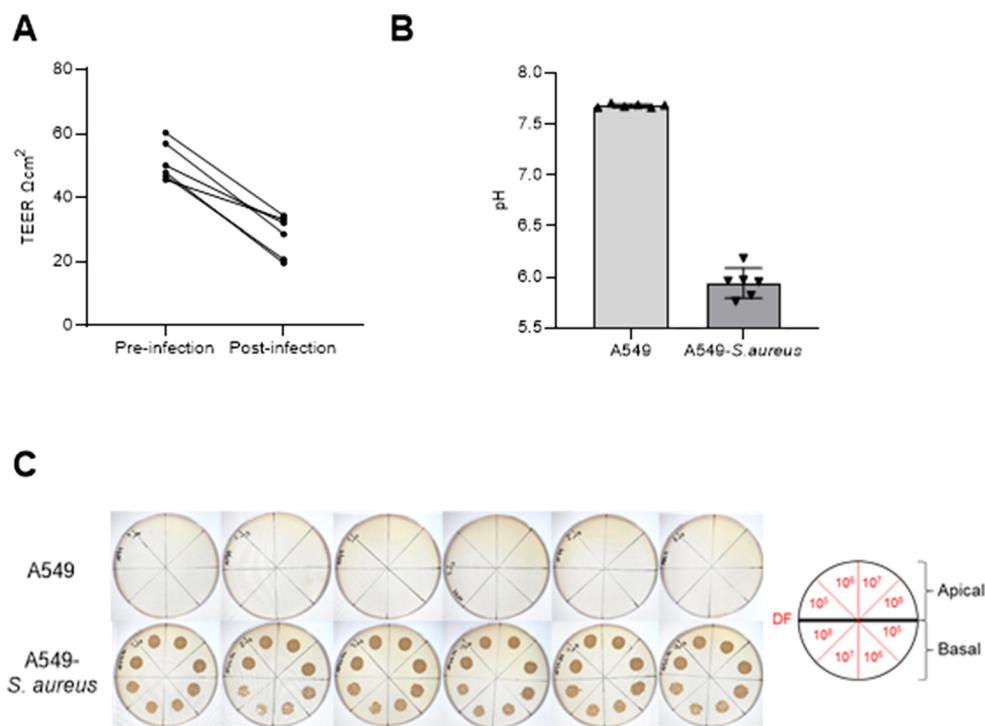 A
80
60
40
20
0
TEER Ωcm²
Pre-infection Post-infection
B
8.0
7.5
7.0
6.5
6.0
5.5
pH
A549 A549-S.aureus
C
A549
A549-
S. aureus
10⁶ 10⁷
10⁵ 10⁸
Apical
DF
10⁸ 10⁵
10⁷ 10⁶
Basal